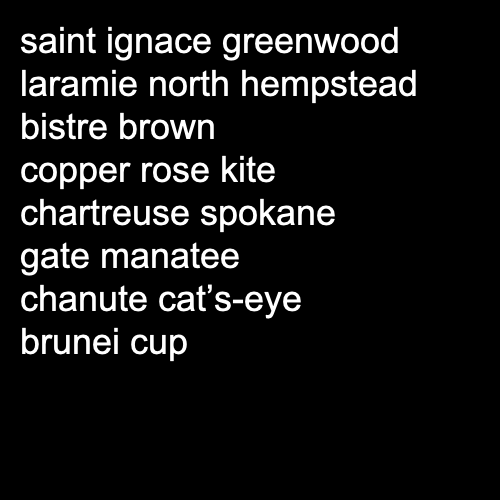 saint ignace greenwood
laramie north hempstead
bistre brown
copper rose kite
chartreuse spokane
gate manatee
chanute cat’s-eye
brunei cup